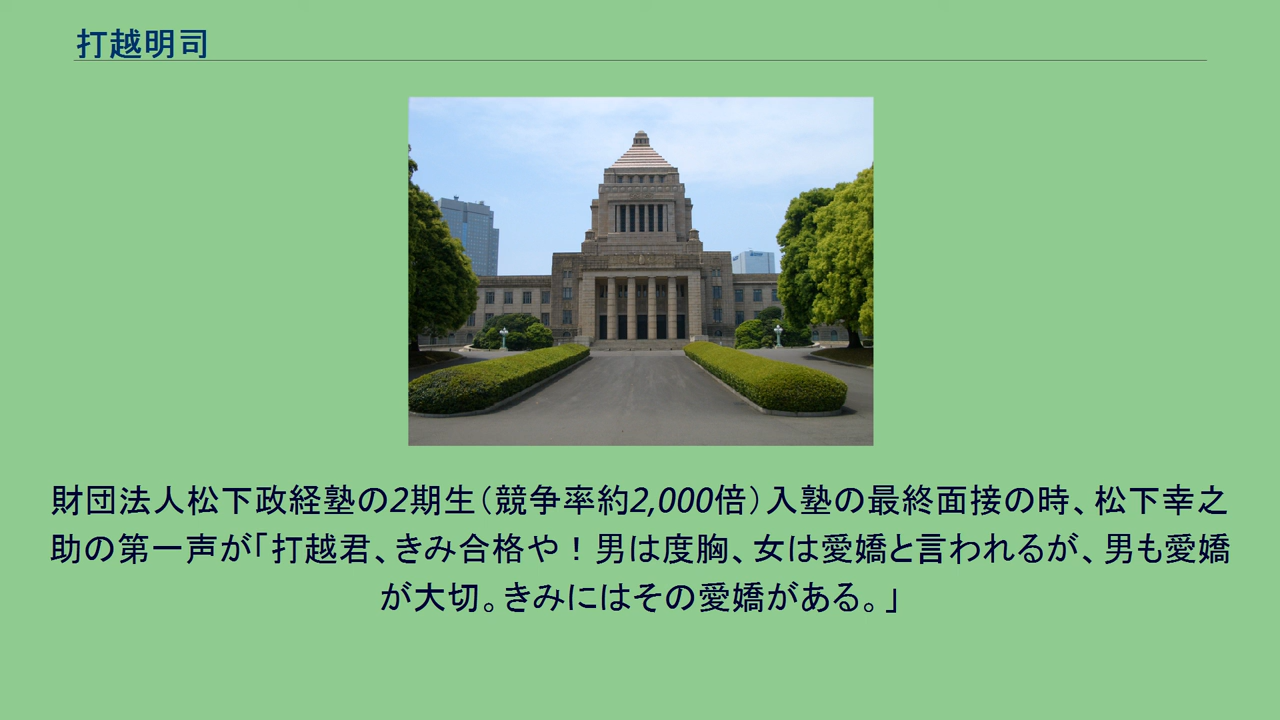 打越明司
財団法人松下政経塾の2期生（競争率約2,000倍）入塾の最終面接の時、松下幸之
助の第一声が「打越君、きみ合格や！男は度胸、女は愛嬌と言われるが、男も愛嬌
が大切。きみにはその愛嬌がある。」